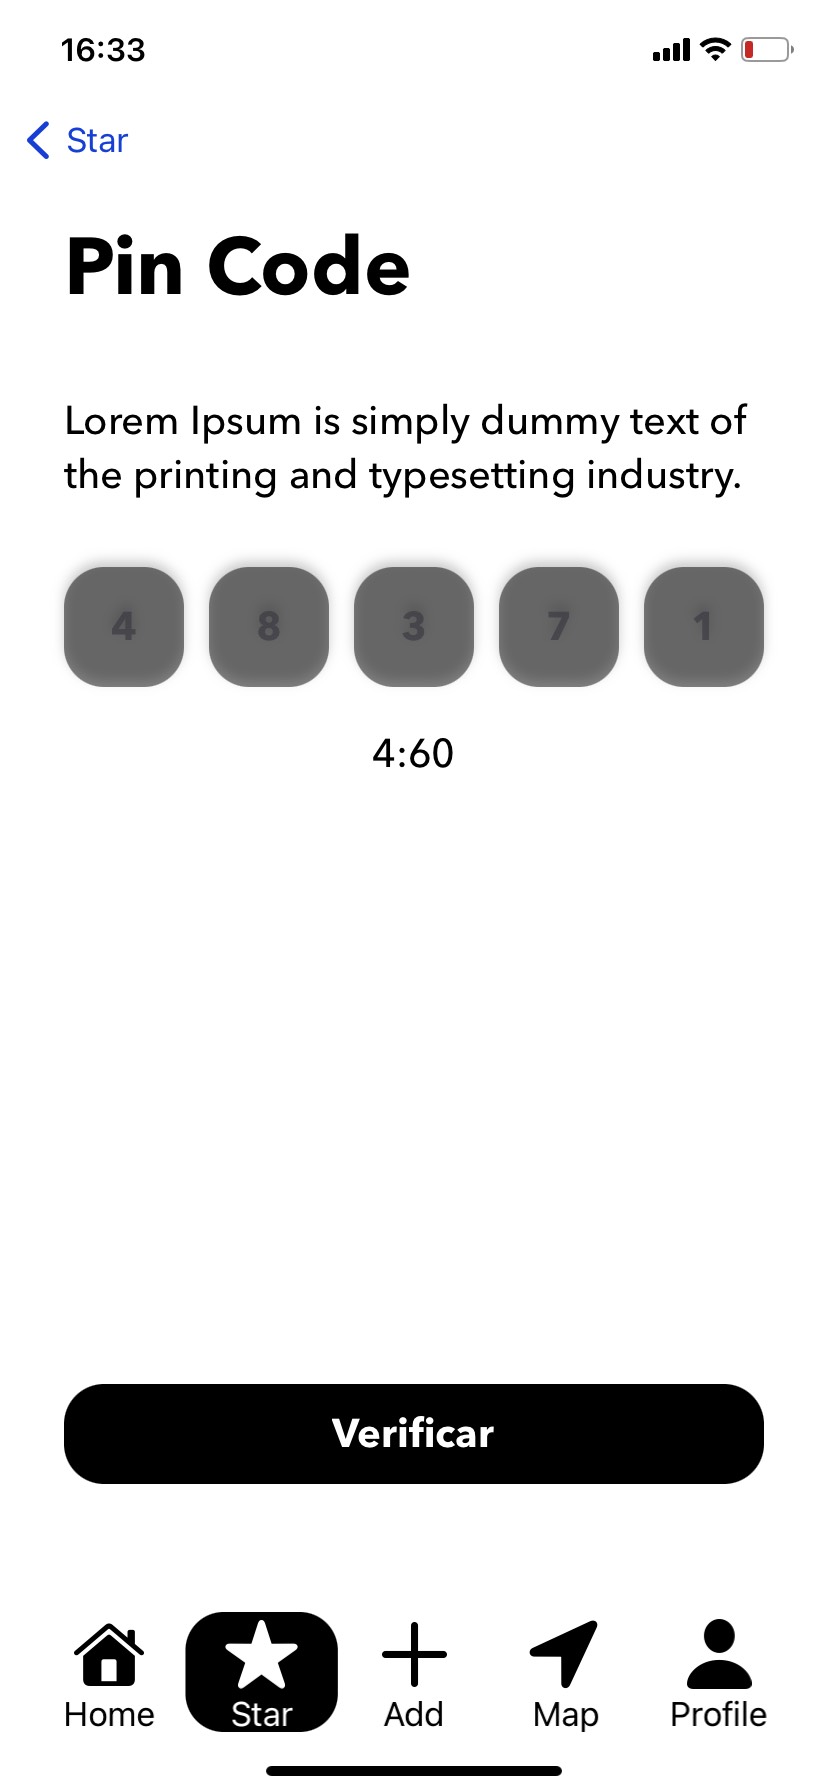 16:33
Star
Pin Code
Lorem Ipsum is simply dummy text of
the printing and typesetting industry.
4 8 3 7 1
4:60
Verificar
Home Star Add Map Profile